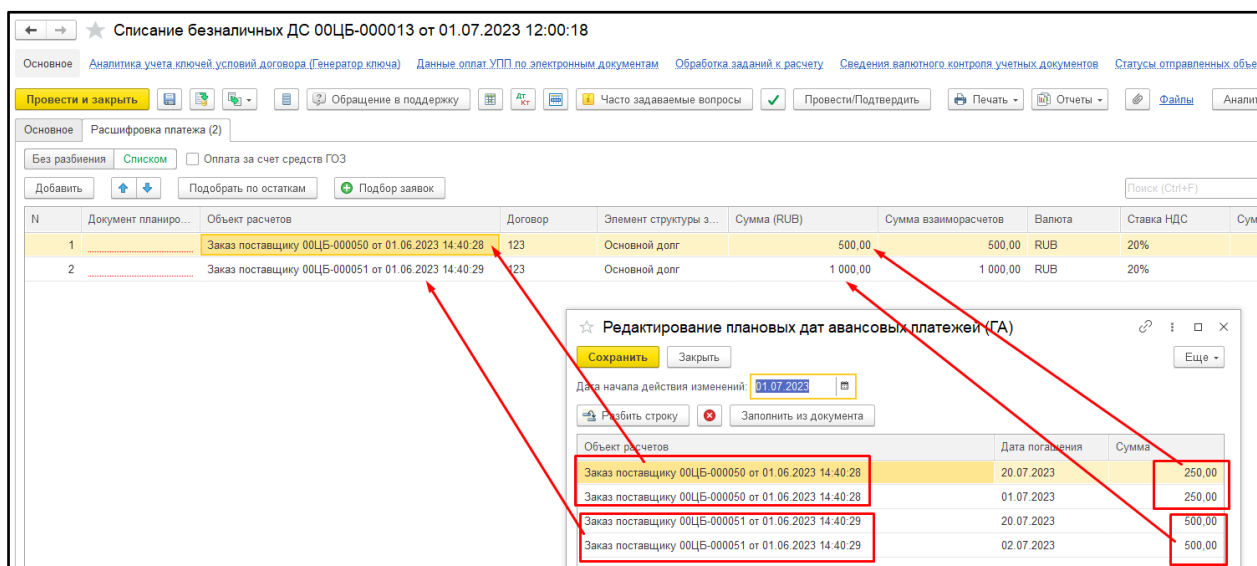 Списание безналичных ДС 00ЦБ-000013 от 01.07.2023 12:00:18
Основное Аналитика учета ключей условий договора (Генератор ключа) Данные оплат УПП по электронным документам Обработка заданий к расчету Сведения валютного контроля учетных документов Статусы отправленных объе
Провести и закрыть Обращение в поддержку Дт Кт Часто задаваемые вопросы Провести/Подтвердить Печать Отчеты Файлы Аналит
Основное Расшифровка платежа (2)
Без разбиения Списком Оплата за счет средств ГОЗ
Добавить Подобрать по остаткам Подбор заявок Поиск (Ctrl+F)
N Документ планиро... Объект расчетов Договор Элемент структуры з... Сумма (RUB) Сумма взаиморасчетов Валюта Ставка НДС Сум
1 Заказ поставщику 00ЦБ-000050 от 01.06.2023 14:40:28 123 Основной долг 500,00 500,00 RUB 20%
2 Заказ поставщику 00ЦБ-000051 от 01.06.2023 14:40:29 123 Основной долг 1 000,00 1 000,00 RUB 20%
Редактирование плановых дат авансовых платежей (ГА)
Сохранить Закрыть Еще
Дата начала действия изменений: 01.07.2023
Разбить строку Заполнить из документа
Объект расчетов Дата погашения Сумма
Заказ поставщику 00ЦБ-000050 от 01.06.2023 14:40:28 20.07.2023 250,00
Заказ поставщику 00ЦБ-000050 от 01.06.2023 14:40:28 01.07.2023 250,00
Заказ поставщику 00ЦБ-000051 от 01.06.2023 14:40:29 20.07.2023 500,00
Заказ поставщику 00ЦБ-000051 от 01.06.2023 14:40:29 02.07.2023 500,00